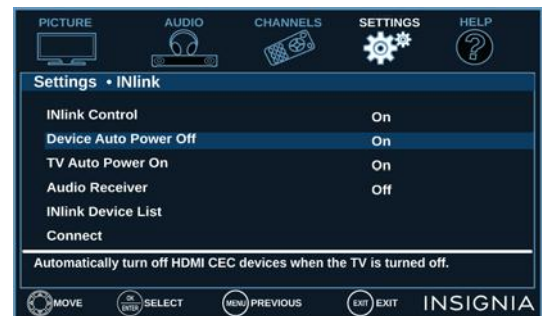 PICTURE AUDIO CHANNELS SETTINGS HELP
Settings • INlink
INlink Control On
Device Auto Power Off On
TV Auto Power On On
Audio Receiver Off
INlink Device List
Connect
Automatically turn off HDMI CEC devices when the TV is turned off.
MOVE OK ENTER SELECT MENU PREVIOUS EXIT EXIT INSIGNIA